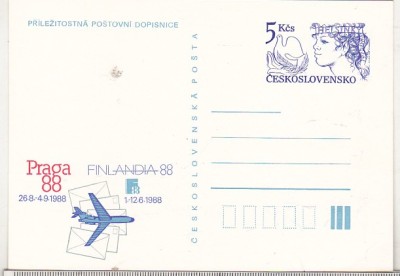 PŘÍLEŽITOSTNÁ POŠTOVNÍ DOPISNICE
5 Kčs
HELSINKI
ČESKOSLOVENSKO
ČESKOSLOVENSKÁ POŠTA
Praga
88
26.8.-4.9.1988
FINLANDIA 88
1.-12.6.1988